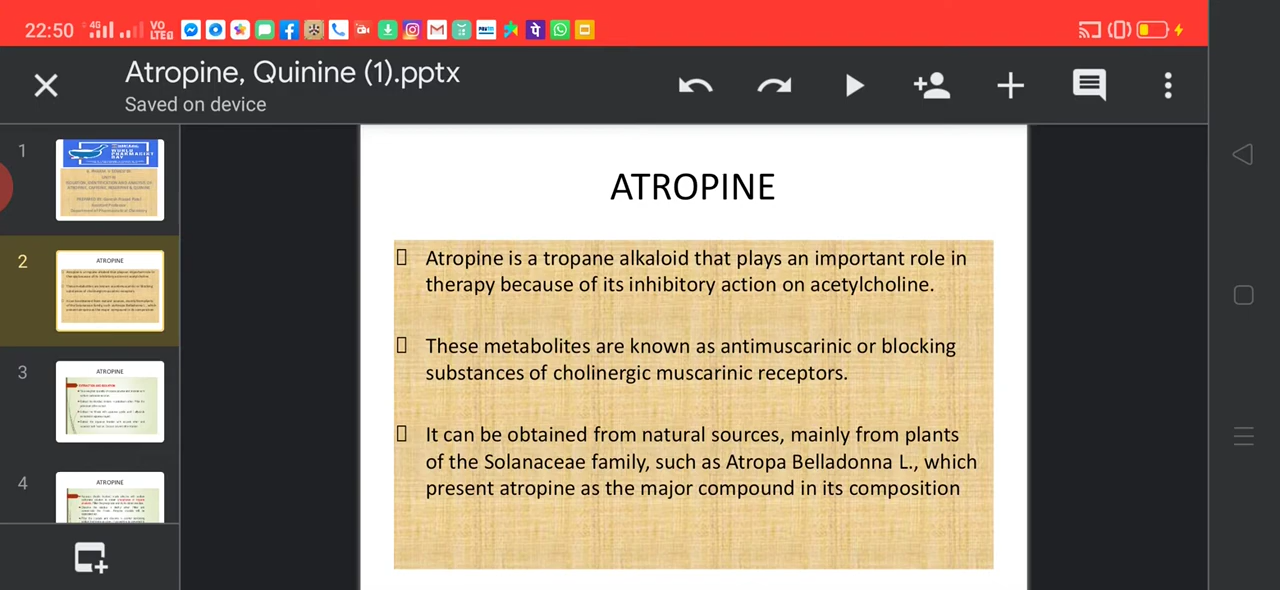 22:50
4G
VO
LTE
Atropine, Quinine (1).pptx
Saved on device
1
2
ATROPINE
3
ATROPINE
4
ATROPINE
ATROPINE
Atropine is a tropane alkaloid that plays an important role in
therapy because of its inhibitory action on acetylcholine.
These metabolites are known as antimuscarinic or blocking
substances of cholinergic muscarinic receptors.
It can be obtained from natural sources, mainly from plants
of the Solanaceae family, such as Atropa Belladonna L., which
present atropine as the major compound in its composition